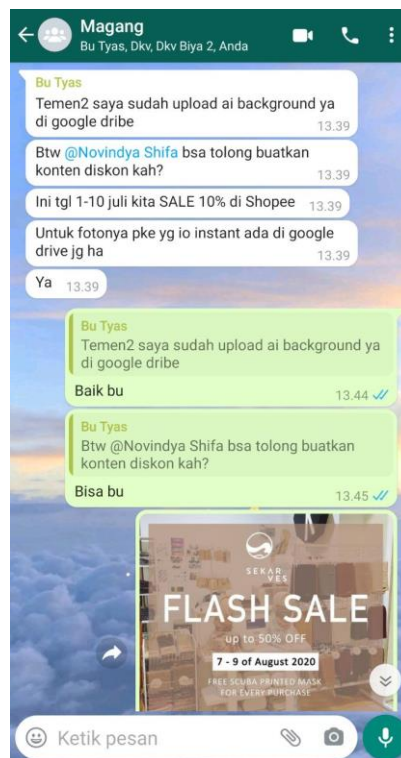 Magang
Bu Tyas, Dkv, Dkv Biya 2, Anda
Bu Tyas
Temen2 saya sudah upload ai background ya
di google dribe
13.39
Btw @Novindya Shifa bsa tolong buatkan
konten diskon kah?
13.39
Ini tgl 1-10 juli kita SALE 10% di Shopee 13.39
Untuk fotonya pke yg io instant ada di google
drive jg ha
13.39
Ya 13.39
Bu Tyas
Temen2 saya sudah upload ai background ya
di google dribe
Baik bu 13.44
Bu Tyas
Btw @Novindya Shifa bsa tolong buatkan
konten diskon kah?
Bisa bu 13.45
SEKAR
VES
FLASH SALE
up to 50% OFF
7 - 9 of August 2020
FREE SCUBA PRINTED MASK
FOR EVERY PURCHASE
Ketik pesan